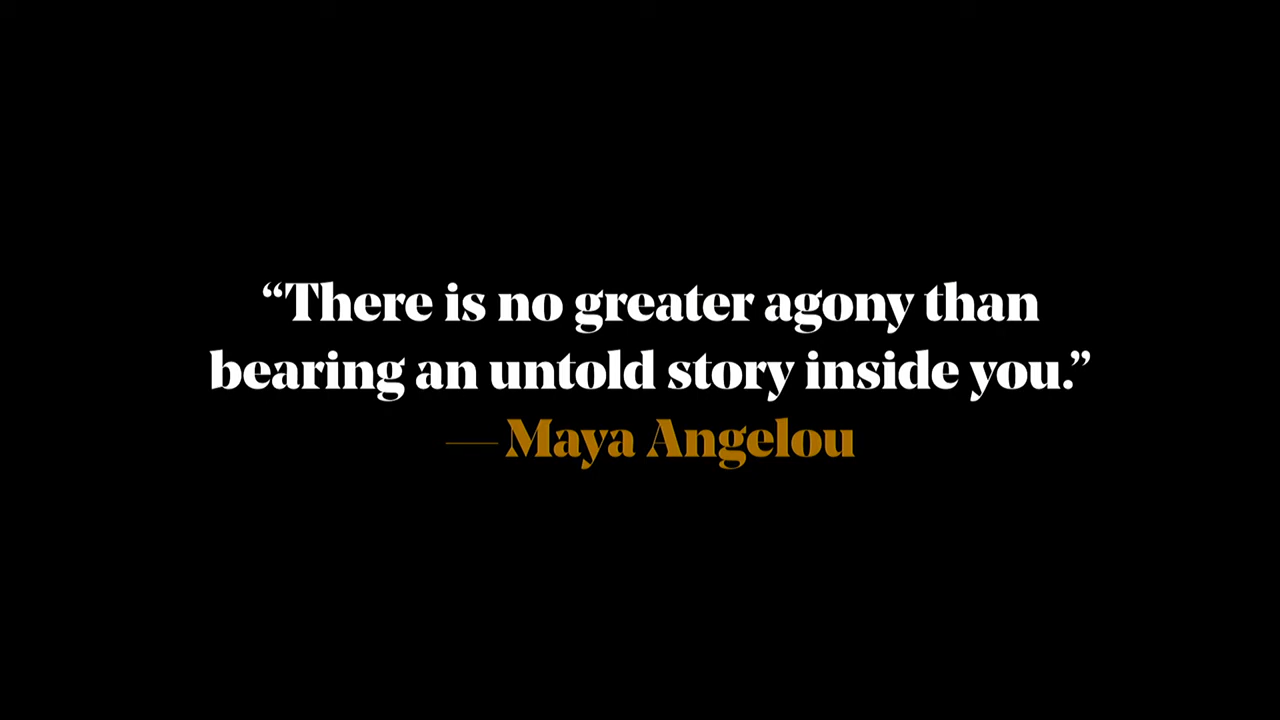 “There is no greater agony than
bearing an untold story inside you.”
— Maya Angelou